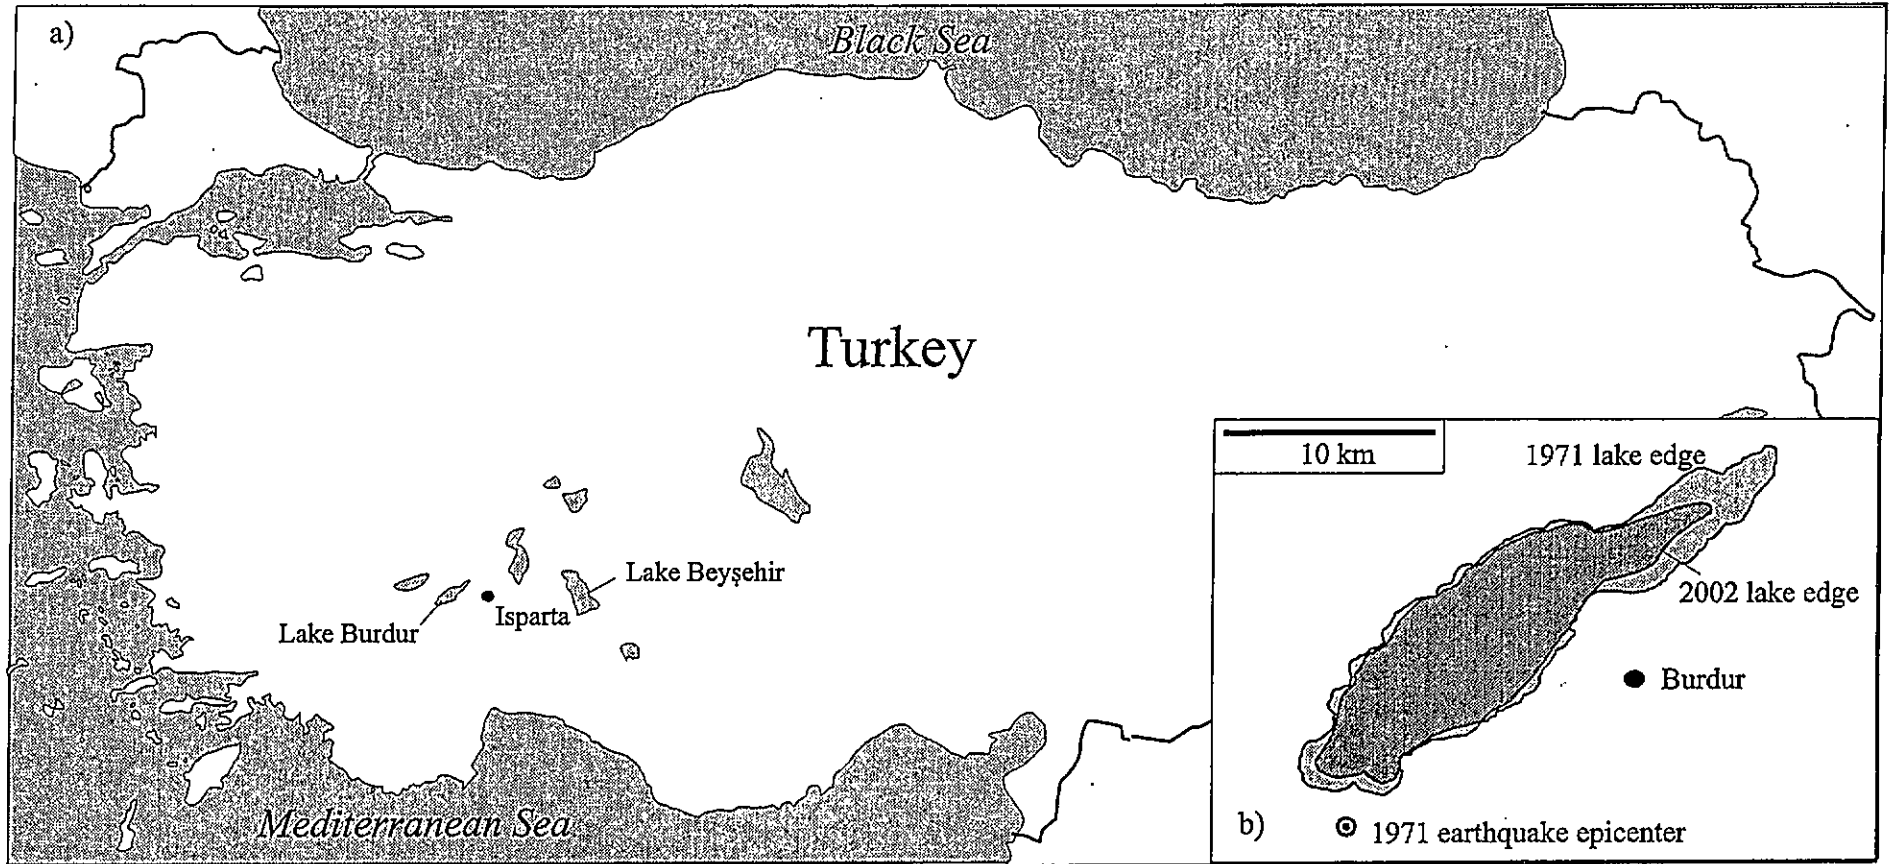 a)
Black Sea
Turkey
Lake Beyşehir
Isparta
Lake Burdur
Mediterranean Sea
10 km
1971 lake edge
2002 lake edge
Burdur
b)
1971 earthquake epicenter